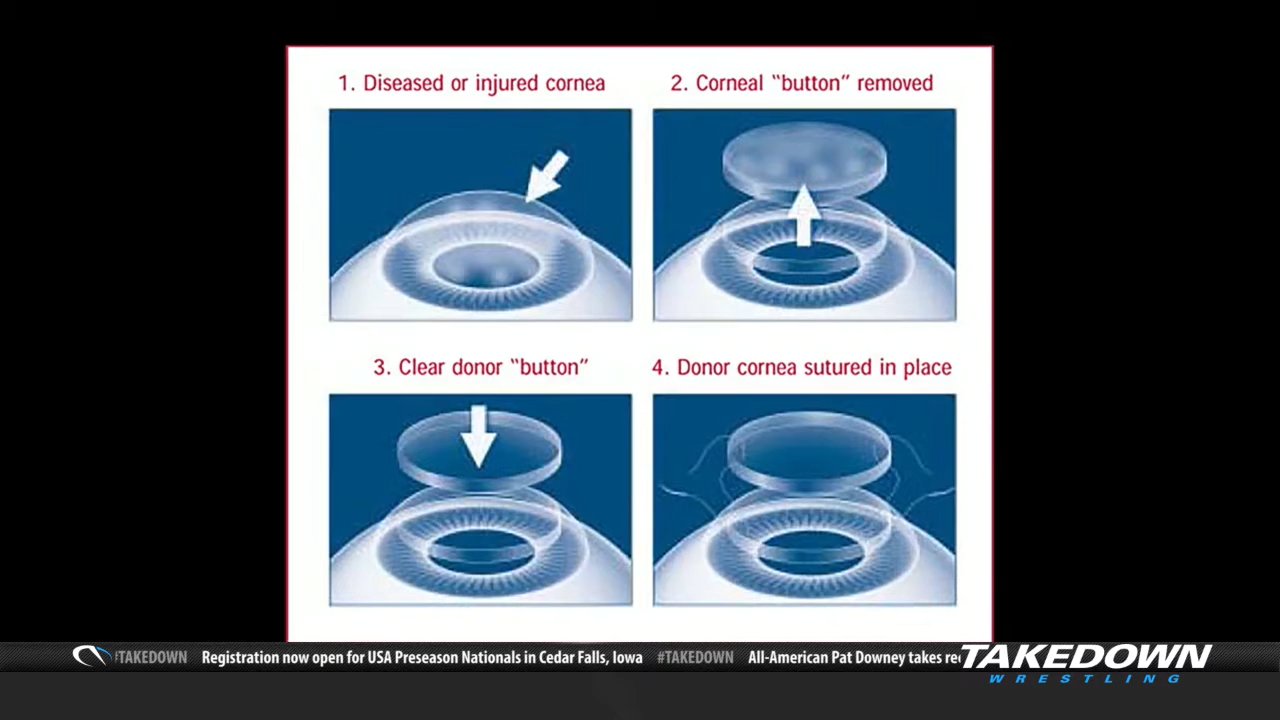 1. Diseased or injured cornea
2. Corneal “button” removed
3. Clear donor “button”
4. Donor cornea sutured in place
#TAKEDOWN Registration now open for USA Preseason Nationals in Cedar Falls, Iowa #TAKEDOWN All-American Pat Downey takes
TAKEDOWN
WRESTLING